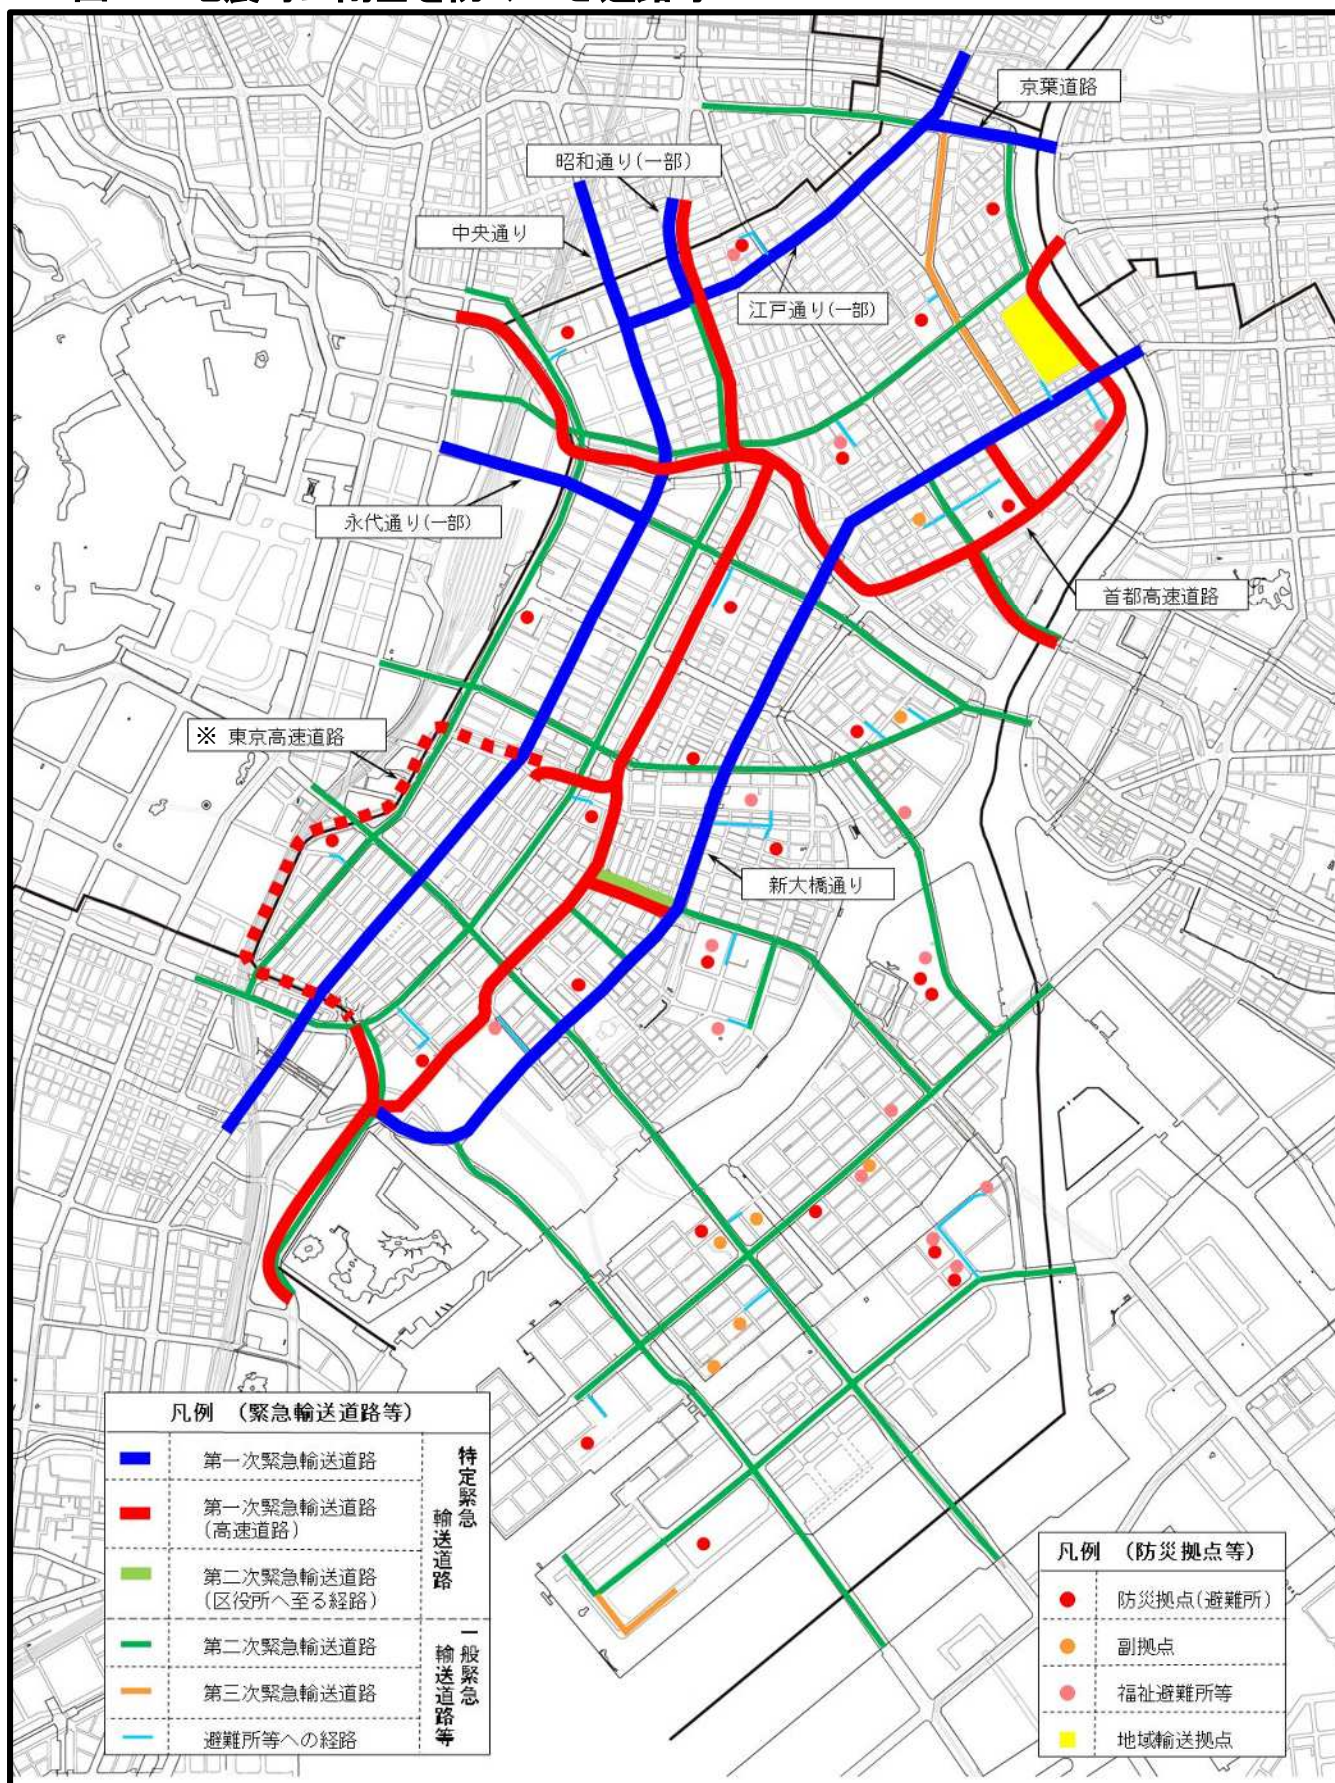 京葉道路
昭和通り(一部)
中央通り
江戸通り(一部)
永代通り(一部)
首都高速道路
※ 東京高速道路
新大橋通り
凡例 (緊急輸送道路等)
第一次緊急輸送道路
第一次緊急輸送道路
(高速道路)
第二次緊急輸送道路
(区役所へ至る経路)
特定緊急
輸送道路
第二次緊急輸送道路
第三次緊急輸送道路
避難所等への経路
一般緊急
輸送道路等
凡例 (防災拠点等)
防災拠点(避難所)
副拠点
福祉避難所等
地域輸送拠点